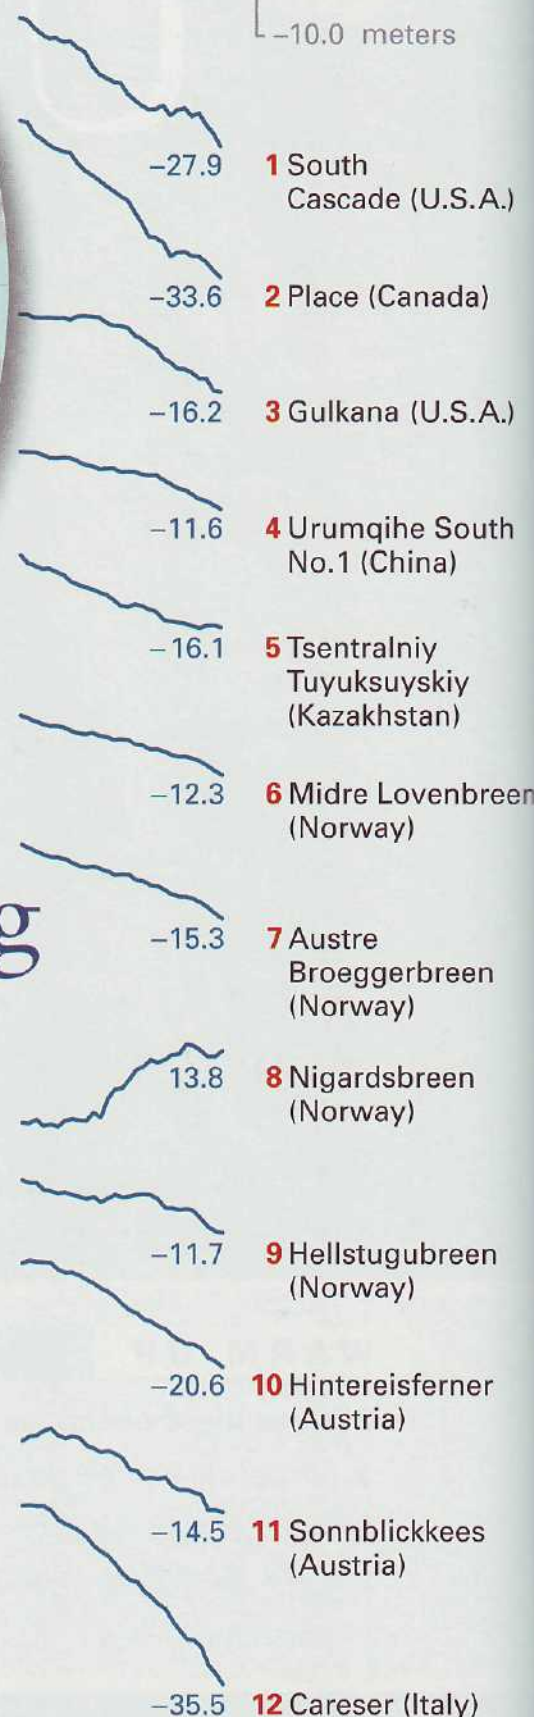 -10.0 meters
-27.9 1 South
Cascade (U.S.A.)
-33.6 2 Place (Canada)
-16.2 3 Gulkana (U.S.A.)
-11.6 4 Urumqihe South
No.1 (China)
-16.1 5 Tsentralniy
Tuyuksuyskiy
(Kazakhstan)
-12.3 6 Midre Lovenbreen
(Norway)
g
-15.3 7 Austre
Broeggerbreen
(Norway)
13.8 8 Nigardsbreen
(Norway)
-11.7 9 Hellstugubreen
(Norway)
-20.6 10 Hintereisferner
(Austria)
-14.5 11 Sonnblickkees
(Austria)
-35.5 12 Careser (Italy)